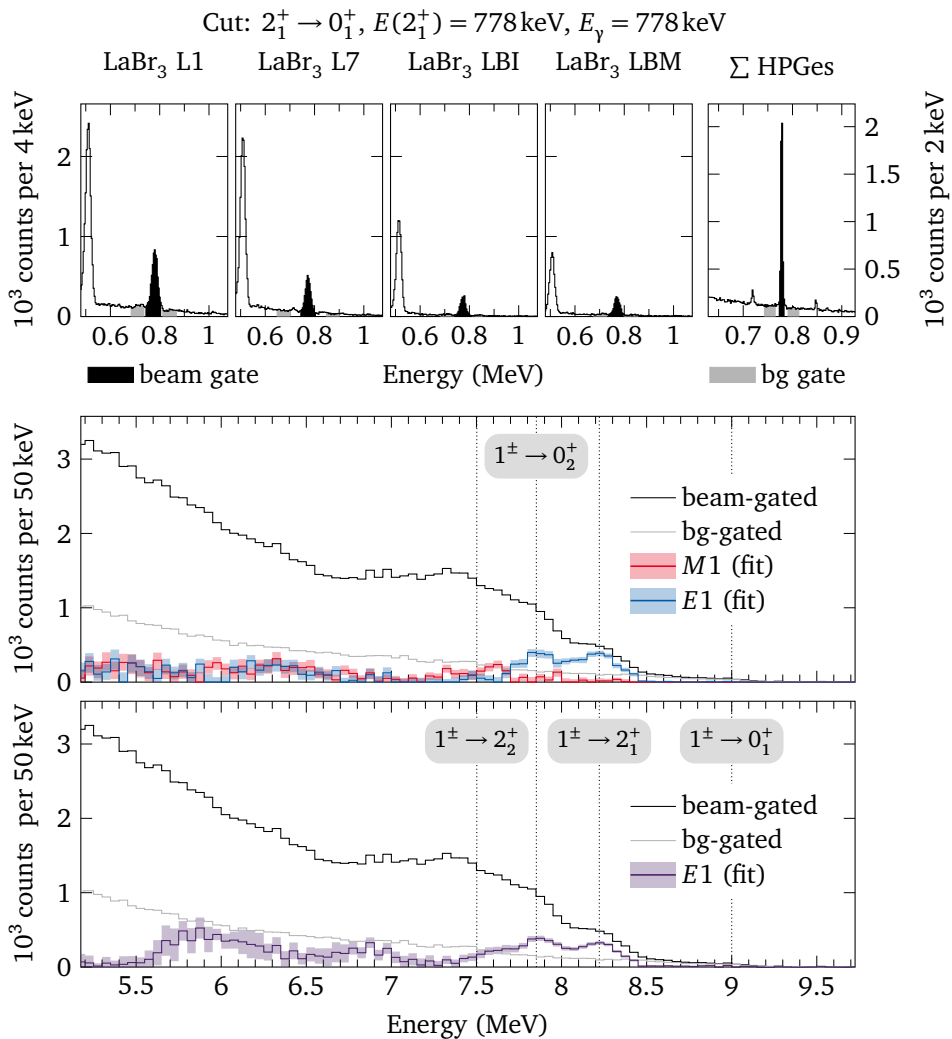 Cut: 2₁⁺ → 0₁⁺, E(2₁⁺) = 778 keV, Eγ = 778 keV
LaBr₃ L1 LaBr₃ L7 LaBr₃ LBI LaBr₃ LBM ∑ HPGes
10³ counts per 4 keV
2
1
0
0.6 0.8 1 0.6 0.8 1 0.6 0.8 1 0.6 0.8 1 0.7 0.8 0.9
2
1.5
1
0.5
0
10³ counts per 2 keV
beam gate Energy (MeV) bg gate
10³ counts per 50 keV
3
2
1
0
1± → 0₂⁺
beam-gated
bg-gated
M1 (fit)
E1 (fit)
10³ counts per 50 keV
3
2
1
0
1± → 2₂⁺ 1± → 2₁⁺ 1± → 0₁⁺
beam-gated
bg-gated
E1 (fit)
5.5 6 6.5 7 7.5 8 8.5 9 9.5
Energy (MeV)